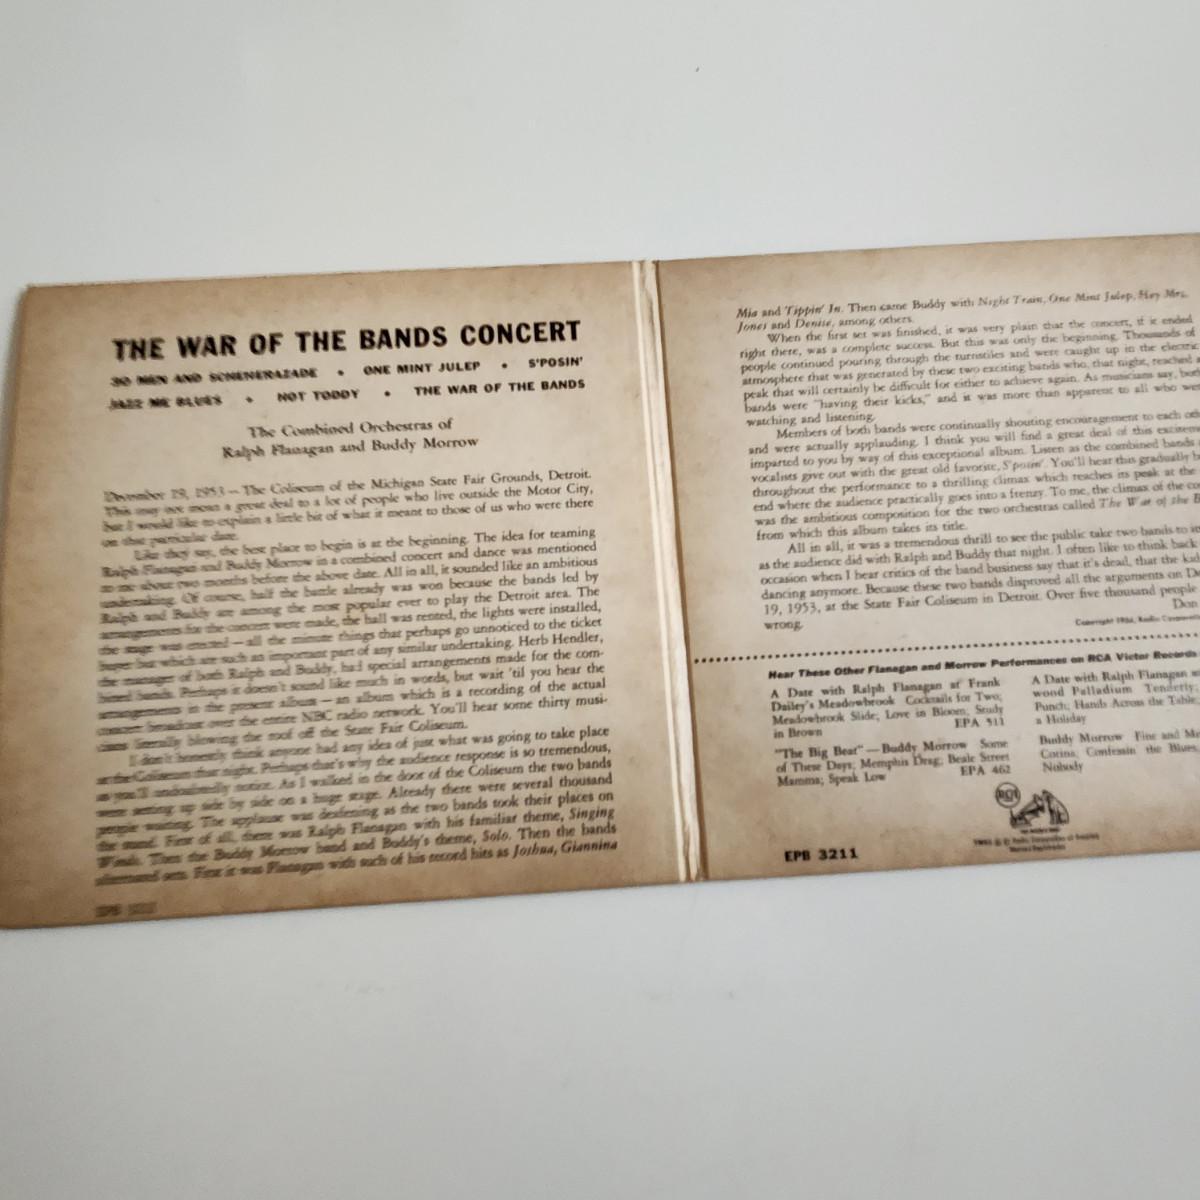 THE WAR OF THE BANDS CONCERT
30 MEN AND SCHEHERAZADE • ONE MINT JULEP • S'POSIN'
JAZZ ME BLUES • HOT TODDY • THE WAR OF THE BANDS
The Combined Orchestras of
Ralph Flanagan and Buddy Morrow
December 19, 1953 — The Coliseum of the Michigan State Fair Grounds, Detroit.
This may not mean a great deal to a lot of people who live outside the Motor City,
but I would like to explain a little bit of what it meant to those of us who were there
on that particular date.
Like they say, the best place to begin is at the beginning. The idea for teaming
Ralph Flanagan and Buddy Morrow in a combined concert and dance was mentioned
to me about two months before the above date. All in all, it sounded like an ambitious
undertaking. Of course, half the battle already was won because the bands led by
Ralph and Buddy are among the most popular ever to play the Detroit area. The
arrangements for the concert were made, the hall was rented, the lights were installed,
the stage was erected — all the minute things that perhaps go unnoticed to the ticket
buyer but which are such an important part of any similar undertaking. Herb Hendler,
the manager of both Ralph and Buddy, had special arrangements made for the com-
bined bands. Perhaps it doesn't sound like much in words, but wait 'til you hear the
arrangements in the present album — an album which is a recording of the actual
concert broadcast over the entire NBC radio network. You'll hear some thirty musi-
cians literally blowing the roof off the State Fair Coliseum.
I don't honestly think anyone had any idea of just what was going to take place
at the Coliseum that night. Perhaps that's why the audience response is so tremendous,
as you'll undoubtedly notice. As I walked in the door of the Coliseum the two bands
were setting up side by side on a huge stage. Already there were several thousand
people waiting. The applause was deafening as the two bands took their places on
the stand. First of all, there was Ralph Flanagan with his familiar theme, Singing
Winds. Then the Buddy Morrow band and Buddy's theme, Solo. Then the bands
alternated sets. First it was Flanagan with such of his record hits as Joshua, Giannina
EPB 3211
Mia and Tippin' In. Then came Buddy with Night Train, One Mint Julep, Hey Mrs.
Jones and Denise, among others.
When the first set was finished, it was very plain that the concert, if it ended
right there, was a complete success. But this was only the beginning. Thousands of
people continued pouring through the turnstiles and were caught up in the electric
atmosphere that was generated by these two exciting bands who, that night, reached a
peak that will certainly be difficult for either to achieve again. As musicians say, both
bands were "having their kicks," and it was more than apparent to all who were
watching and listening.
Members of both bands were continually shouting encouragement to each oth
and were actually applauding. I think you will find a great deal of this excitem
imparted to you by way of this exceptional album. Listen as the combined bands
vocalists give out with the great old favorite, S'posin'. You'll hear this gradually b
throughout the performance to a thrilling climax which reaches its peak at the
end where the audience practically goes into a frenzy. To me, the climax of the co
was the ambitious composition for the two orchestras called The War of the B
from which this album takes its title.
All in all, it was a tremendous thrill to see the public take two bands to
as the audience did with Ralph and Buddy that night. I often like to think back
occasion when I hear critics of the band business say that it's dead, that the kid
dancing anymore. Because these two bands disproved all the arguments on De
19, 1953, at the State Fair Coliseum in Detroit. Over five thousand people
wrong.
Don
Copyright 1954, Radio Corporation
Hear These Other Flanagan and Morrow Performances on RCA Victor Records
A Date with Ralph Flanagan at Frank
Dailey's Meadowbrook Cocktails for Two;
Meadowbrook Slide; Love in Bloom; Study
in Brown EPA 511
"The Big Beat" — Buddy Morrow Some
of These Days; Memphis Drag; Beale Street
Mamma; Speak Low EPA 462
A Date with Ralph Flanagan
wood Palladium Tenderly;
Punch; Hands Across the Table;
a Holiday
Buddy Morrow Fine and Me
Corina; Confessin the Blues
Nobody
RCA
EPB 3211